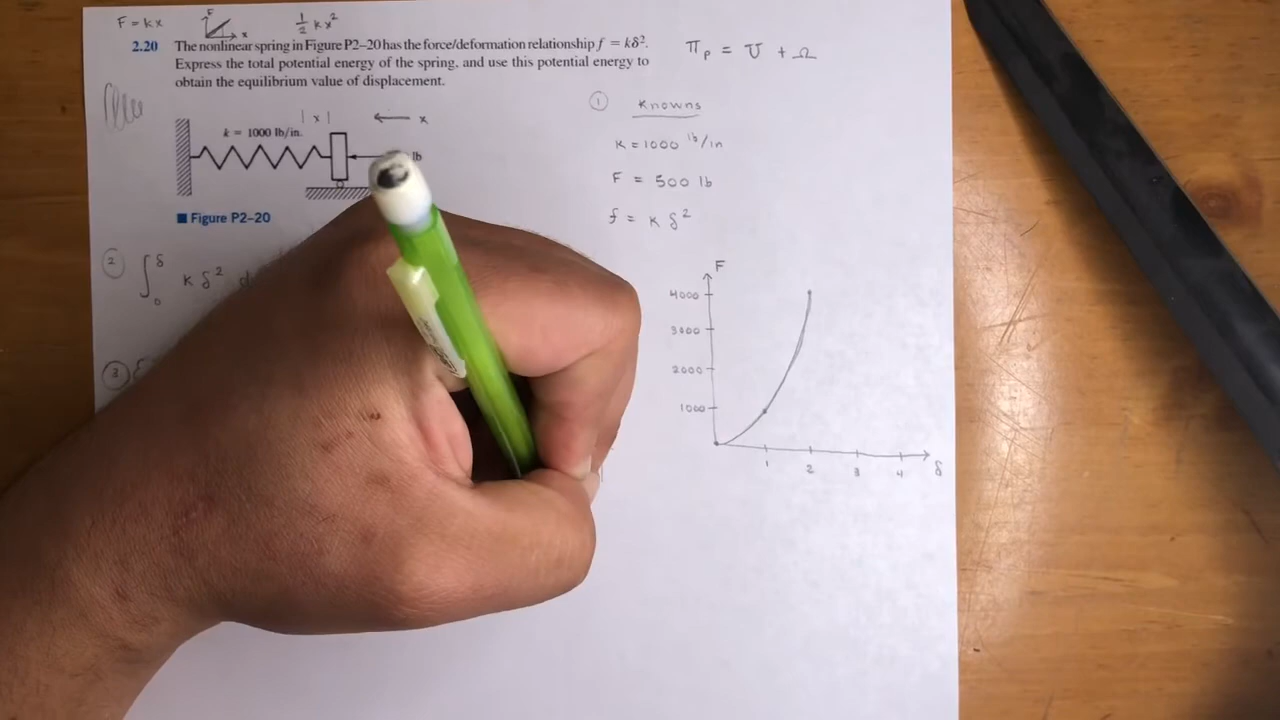 F = kx
F
x
½ kx²
2.20 The nonlinear spring in Figure P2–20 has the force/deformation relationship f = kδ².
Express the total potential energy of the spring, and use this potential energy to
obtain the equilibrium value of displacement.
πp = U + Ω
| x |
x
k = 1000 lb/in.
lb
■ Figure P2–20
① Knowns
K = 1000 lb/in
F = 500 lb
f = K δ²
② ∫₀^δ K δ²
③
F
4000
3000
2000
1000
1 2 3 4 δ